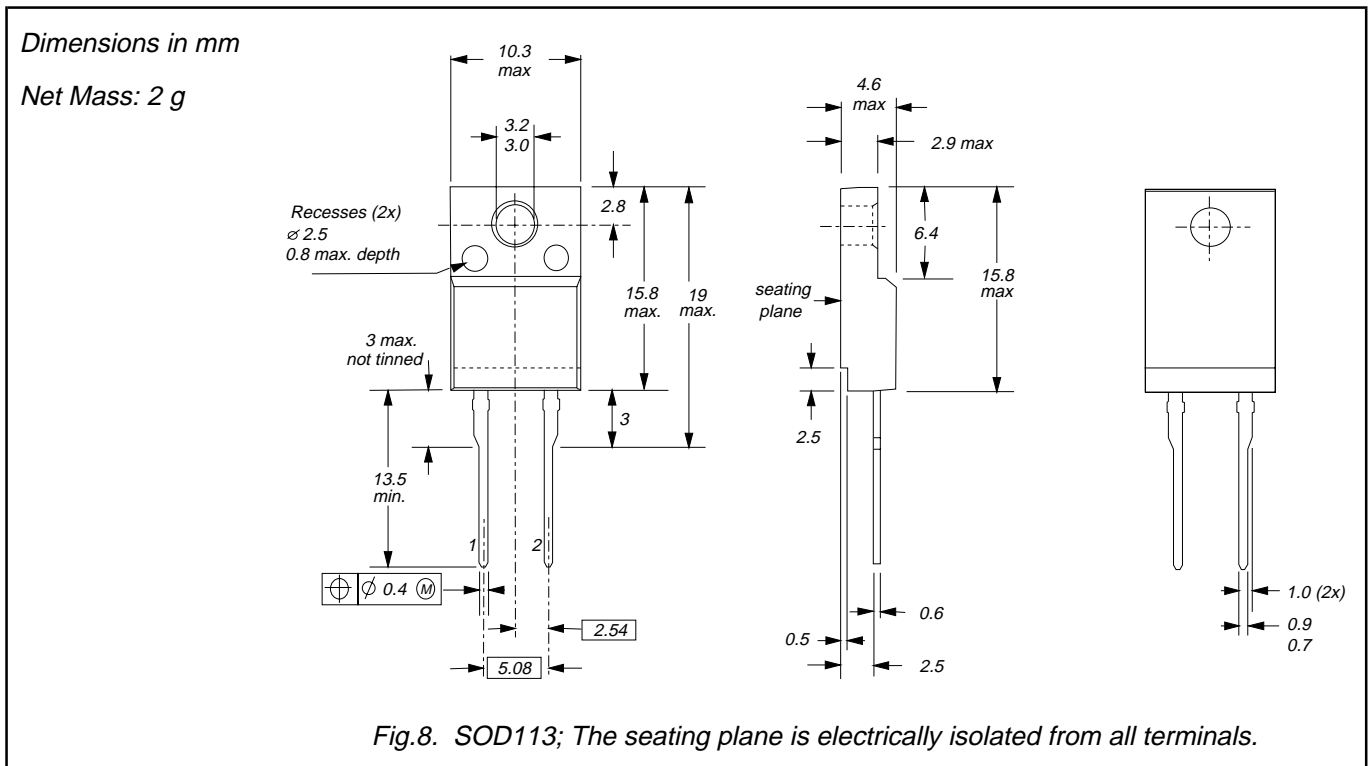 Dimensions in mm
Net Mass: 2 g
10.3
max
3.2
3.0
Recesses (2x)
⌀ 2.5
0.8 max. depth
2.8
15.8
max.
19
max.
3 max.
not tinned
3
13.5
min.
1
2
⌀ 0.4 Ⓜ
2.54
5.08
4.6
max
2.9 max
6.4
15.8
max
seating
plane
2.5
0.6
0.5
2.5
1.0 (2x)
0.9
0.7
Fig.8. SOD113; The seating plane is electrically isolated from all terminals.